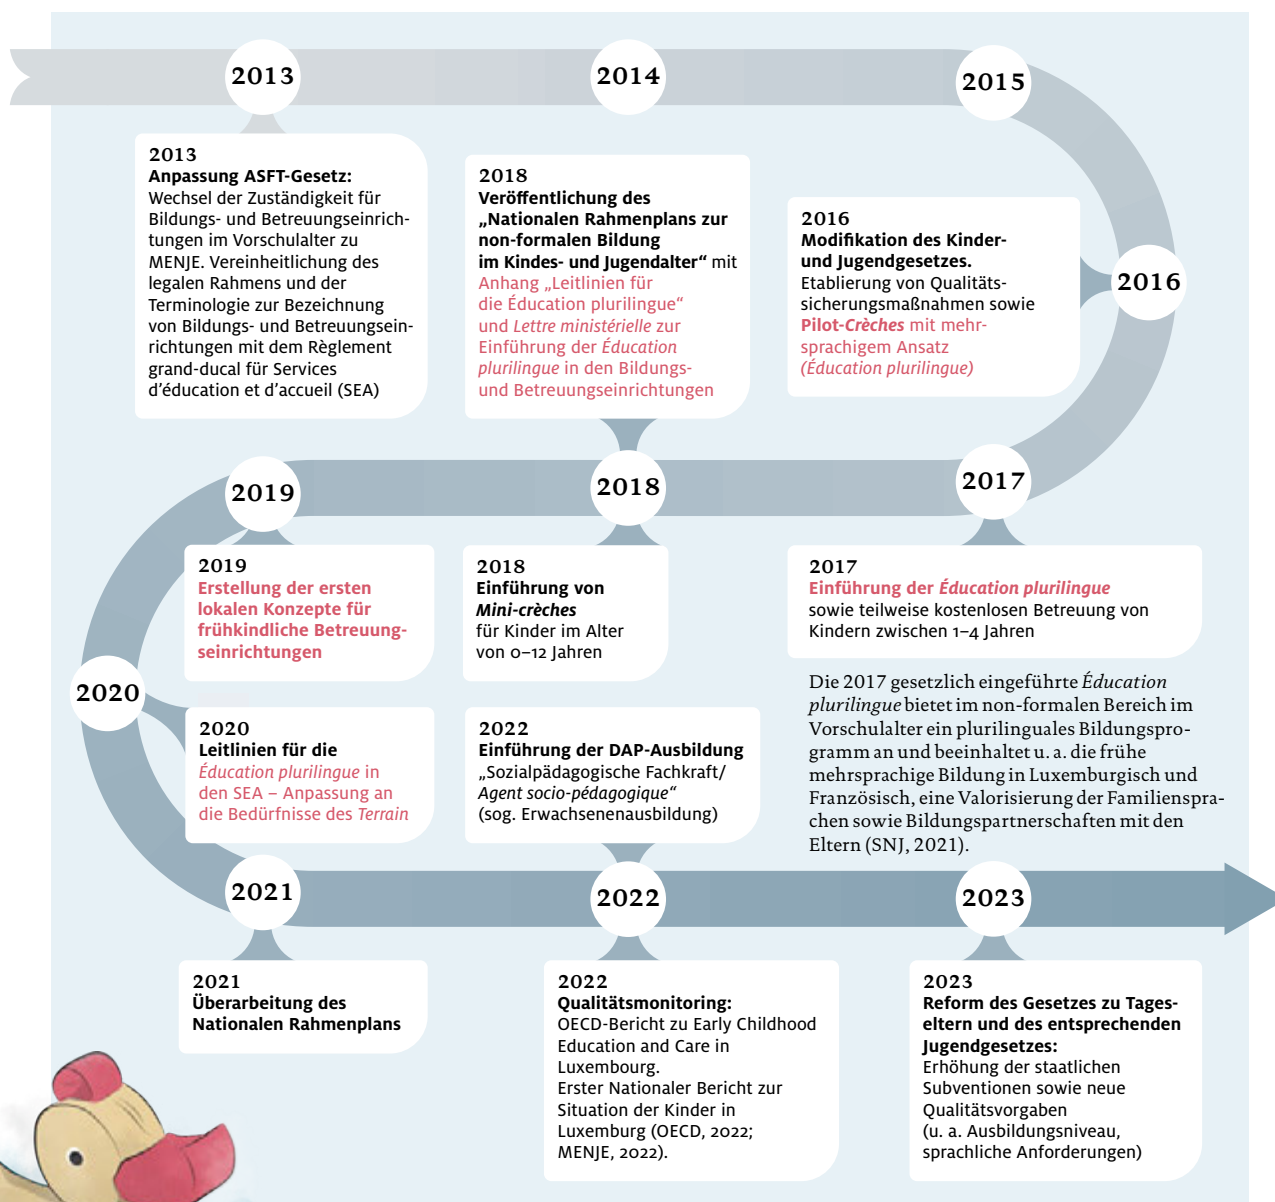 2013
2014
2015
2013
Anpassung ASFT-Gesetz:
Wechsel der Zuständigkeit für
Bildungs- und Betreuungseinrich-
tungen im Vorschulalter zu
MENJE. Vereinheitlichung des
legalen Rahmens und der
Terminologie zur Bezeichnung
von Bildungs- und Betreuungsein-
richtungen mit dem Règlement
grand-ducal für Services
d’éducation et d’accueil (SEA)
2018
Veröffentlichung des
„Nationalen Rahmenplans zur
non-formalen Bildung
im Kindes- und Jugendalter“ mit
Anhang „Leitlinien für
die Éducation plurilingue“
und Lettre ministérielle zur
Einführung der Éducation
plurilingue in den Bildungs-
und Betreuungseinrichtungen
2016
Modifikation des Kinder-
und Jugendgesetzes.
Etablierung von Qualitäts-
sicherungsmaßnahmen sowie
Pilot-Crèches mit mehr-
sprachigem Ansatz
(Éducation plurilingue)
2016
2019
2018
2017
2019
Erstellung der ersten
lokalen Konzepte für
frühkindliche Betreuung-
seinrichtungen
2018
Einführung von
Mini-crèches
für Kinder im Alter
von 0–12 Jahren
2017
Einführung der Éducation plurilingue
sowie teilweise kostenlosen Betreuung von
Kindern zwischen 1–4 Jahren
Die 2017 gesetzlich eingeführte Éducation
plurilingue bietet im non-formalen Bereich im
Vorschulalter ein plurilinguales Bildungspro-
gramm an und beinhaltet u. a. die frühe
mehrsprachige Bildung in Luxemburgisch und
Französisch, eine Valorisierung der Familienspra-
chen sowie Bildungspartnerschaften mit den
Eltern (SNJ, 2021).
2020
2020
Leitlinien für die
Éducation plurilingue in
den SEA – Anpassung an
die Bedürfnisse des Terrain
2022
Einführung der DAP-Ausbildung
„Sozialpädagogische Fachkraft/
Agent socio-pédagogique“
(sog. Erwachsenenausbildung)
2021
2022
2023
2021
Überarbeitung des
Nationalen Rahmenplans
2022
Qualitätsmonitoring:
OECD-Bericht zu Early Childhood
Education and Care in
Luxembourg.
Erster Nationaler Bericht zur
Situation der Kinder in
Luxemburg (OECD, 2022;
MENJE, 2022).
2023
Reform des Gesetzes zu Tages-
eltern und des entsprechenden
Jugendgesetzes:
Erhöhung der staatlichen
Subventionen sowie neue
Qualitätsvorgaben
(u. a. Ausbildungsniveau,
sprachliche Anforderungen)